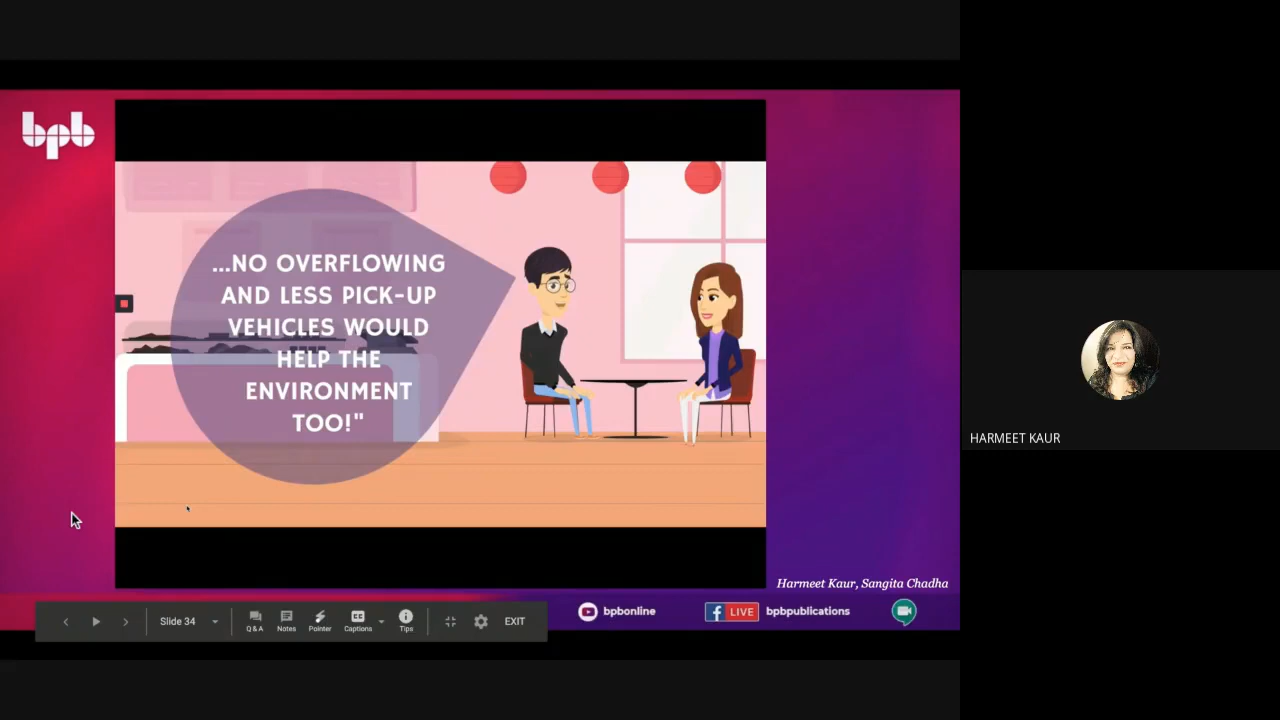 bpb
...NO OVERFLOWING
AND LESS PICK-UP
VEHICLES WOULD
HELP THE
ENVIRONMENT
TOO!"
HARMEET KAUR
Harmeet Kaur, Sangita Chadha
Slide 34
Q & A
Notes
Pointer
Captions
Tips
EXIT
bpbonline
LIVE
bpbpublications